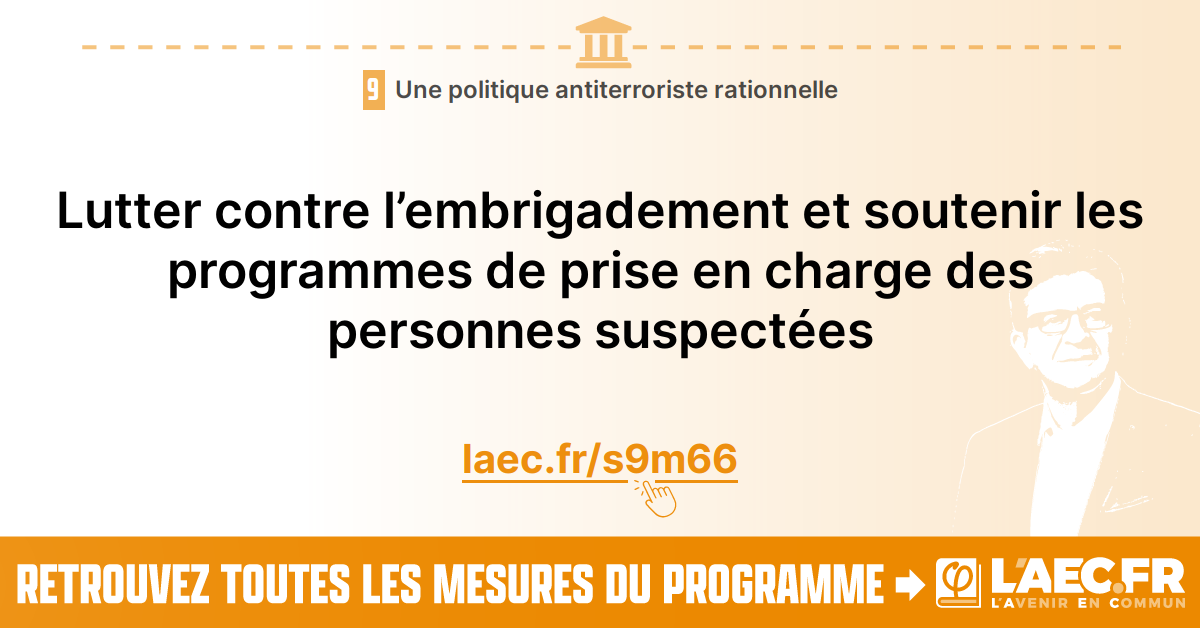 9 Une politique antiterroriste rationnelle
Lutter contre l’embrigadement et soutenir les
programmes de prise en charge des
personnes suspectées
laec.fr/s9m66
RETROUVEZ TOUTES LES MESURES DU PROGRAMME
φ L'AEC.FR
L'AVENIR EN COMMUN